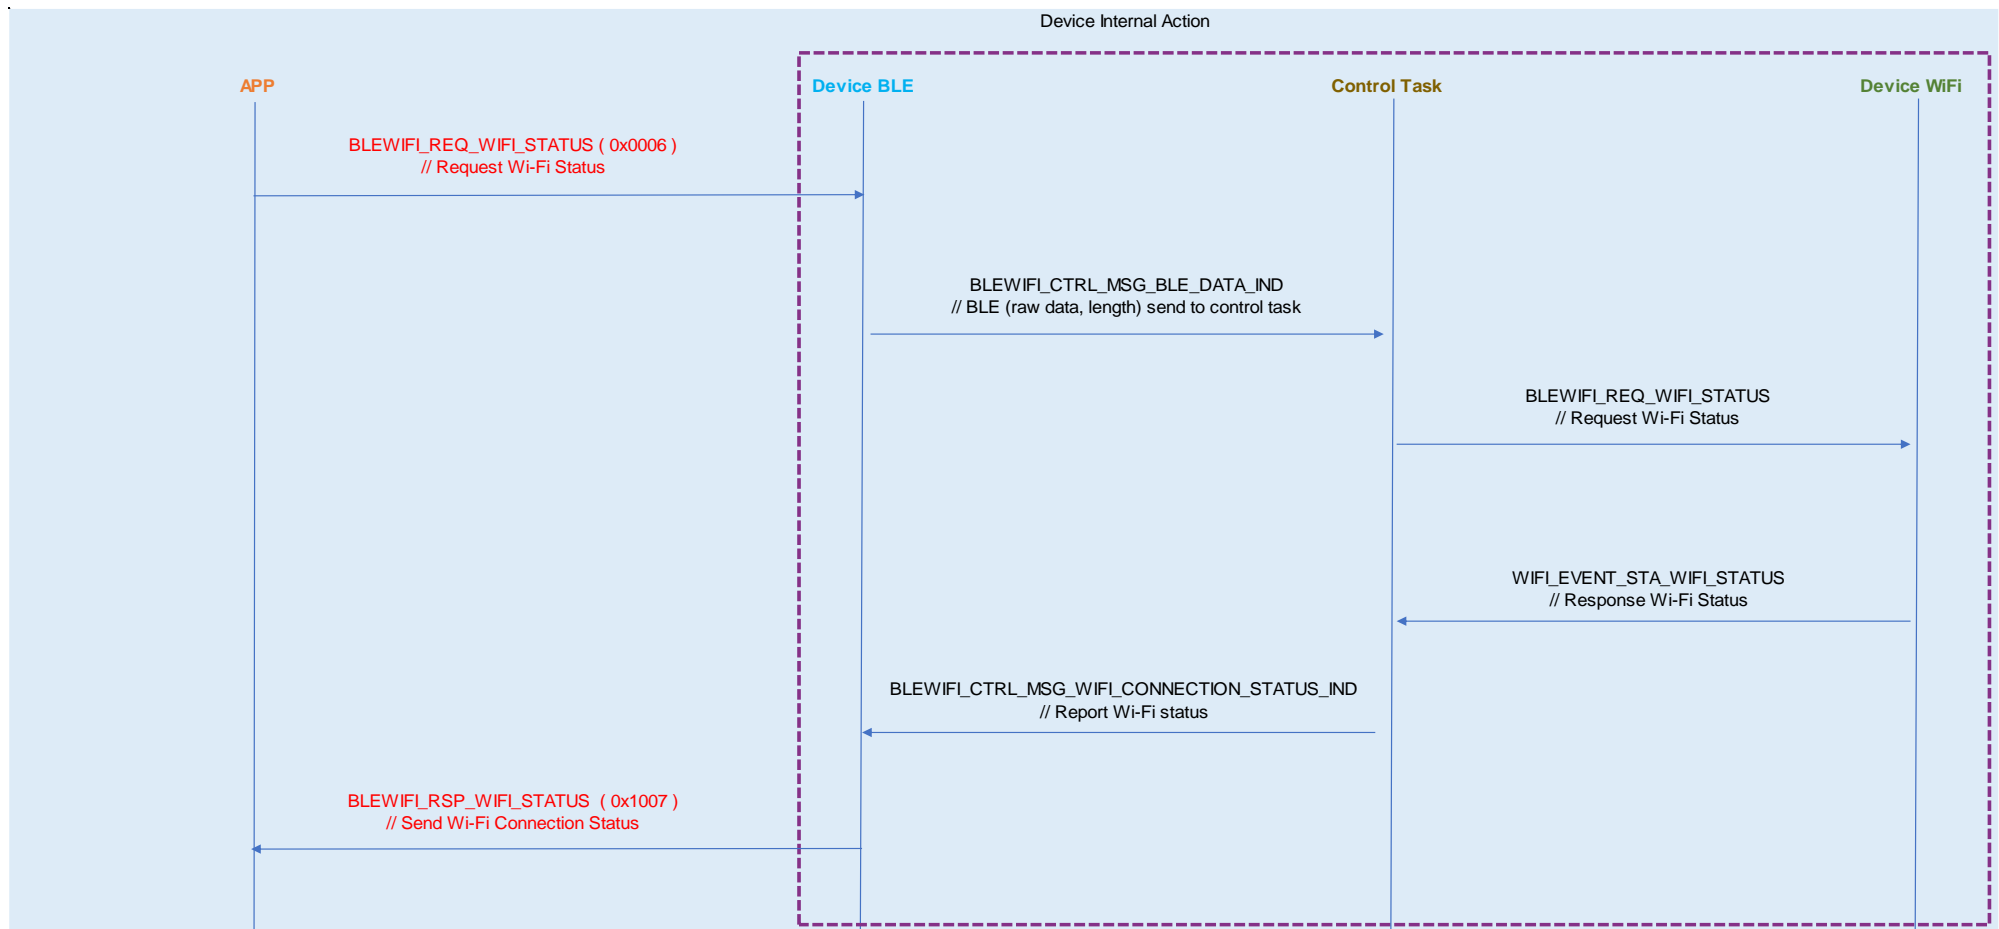 Device Internal Action
APP
Device BLE
Control Task
Device WiFi
BLEWIFI_REQ_WIFI_STATUS ( 0x0006 )
// Request Wi-Fi Status
BLEWIFI_CTRL_MSG_BLE_DATA_IND
// BLE (raw data, length) send to control task
BLEWIFI_REQ_WIFI_STATUS
// Request Wi-Fi Status
WIFI_EVENT_STA_WIFI_STATUS
// Response Wi-Fi Status
BLEWIFI_CTRL_MSG_WIFI_CONNECTION_STATUS_IND
// Report Wi-Fi status
BLEWIFI_RSP_WIFI_STATUS ( 0x1007 )
// Send Wi-Fi Connection Status